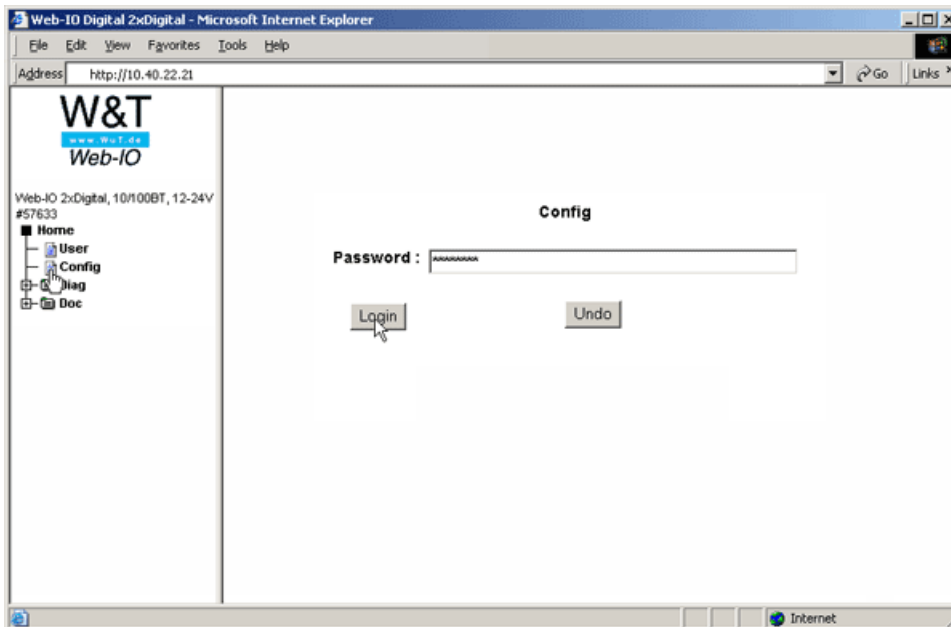 Web-IO Digital 2xDigital - Microsoft Internet Explorer
File Edit View Favorites Tools Help
Address http://10.40.22.21 Go Links
W&T
www.WuT.de
Web-IO
Web-IO 2xDigital, 10/100BT, 12-24V
#57633
Home
User
Config
Diag
Doc
Config
Password : ********
Login Undo
Internet